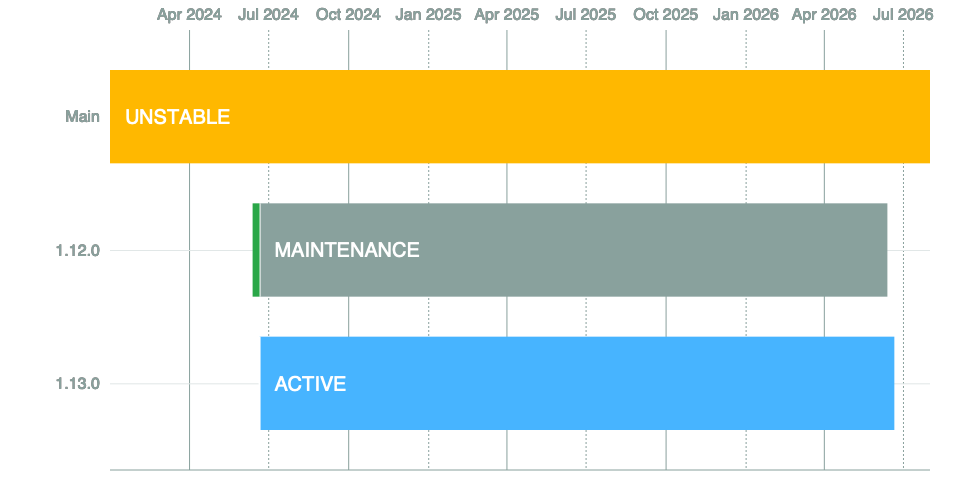 Apr 2024 Jul 2024 Oct 2024 Jan 2025 Apr 2025 Jul 2025 Oct 2025 Jan 2026 Apr 2026 Jul 2026
Main UNSTABLE
1.12.0 MAINTENANCE
1.13.0 ACTIVE